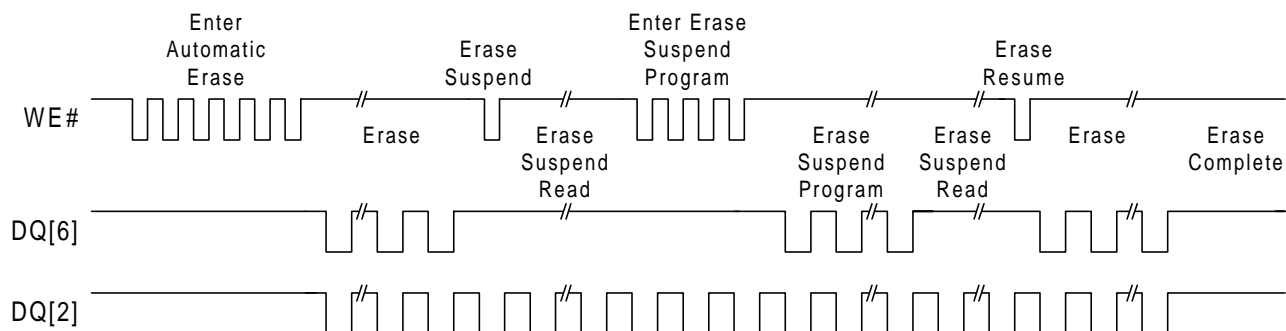 Enter
Automatic
Erase
Erase
Suspend
Enter Erase
Suspend
Program
Erase
Resume
WE#
Erase
Erase
Suspend
Read
Erase
Suspend
Program
Erase
Suspend
Read
Erase
Erase
Complete
DQ[6]
DQ[2]